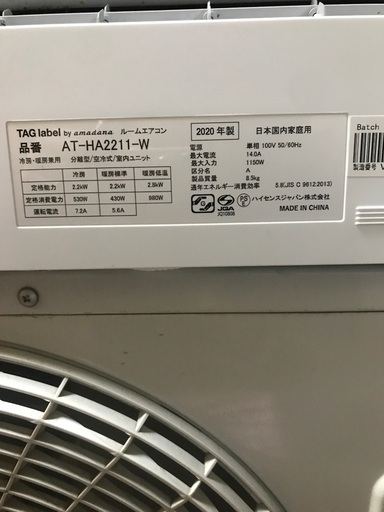 TAG label by amadana ルームエアコン
品番 AT-HA2211-W
冷房・暖房兼用 分離型/空冷式/室内ユニット
冷房 暖房標準 暖房低温
定格能力 2.2kW 2.2kW 2.8kW
定格消費電力 530W 430W 980W
運転電流 7.2A 5.6A
2020 年製 日本国内家庭用
電源 単相 100V 50/60Hz
最大電流 14.0A
最大入力 1150W
区分名 A
製品質量 8.5kg
通年エネルギー消費効率 5.8(JIS C 9612:2013)
JQA
PS E
ハイセンスジャパン株式会社
MADE IN CHINA
Batch
製造番号 V